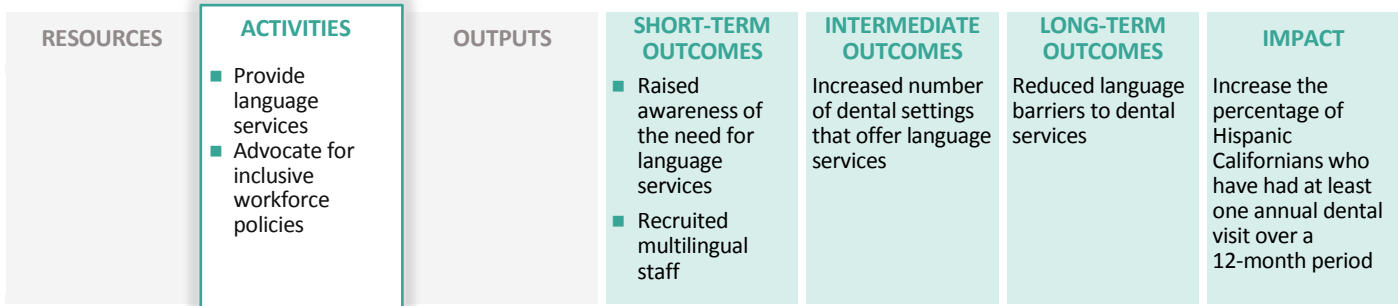 RESOURCES
ACTIVITIES
■ Provide
language
services
■ Advocate for
inclusive
workforce
policies
OUTPUTS
SHORT-TERM
OUTCOMES
■ Raised
awareness of
the need for
language
services
■ Recruited
multilingual
staff
INTERMEDIATE
OUTCOMES
Increased number
of dental settings
that offer language
services
LONG-TERM
OUTCOMES
Reduced language
barriers to dental
services
IMPACT
Increase the
percentage of
Hispanic
Californians who
have had at least
one annual dental
visit over a
12-month period